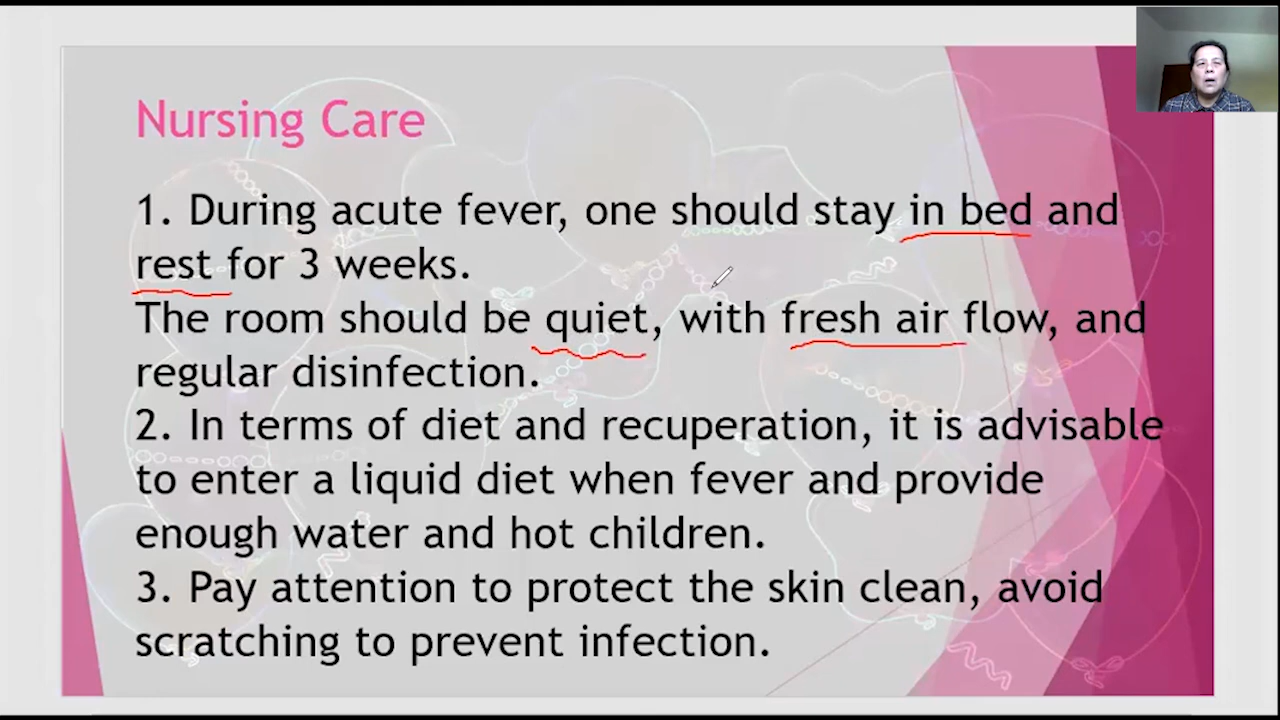 Nursing Care
1. During acute fever, one should stay in bed and
rest for 3 weeks.
The room should be quiet, with fresh air flow, and
regular disinfection.
2. In terms of diet and recuperation, it is advisable
to enter a liquid diet when fever and provide
enough water and hot children.
3. Pay attention to protect the skin clean, avoid
scratching to prevent infection.